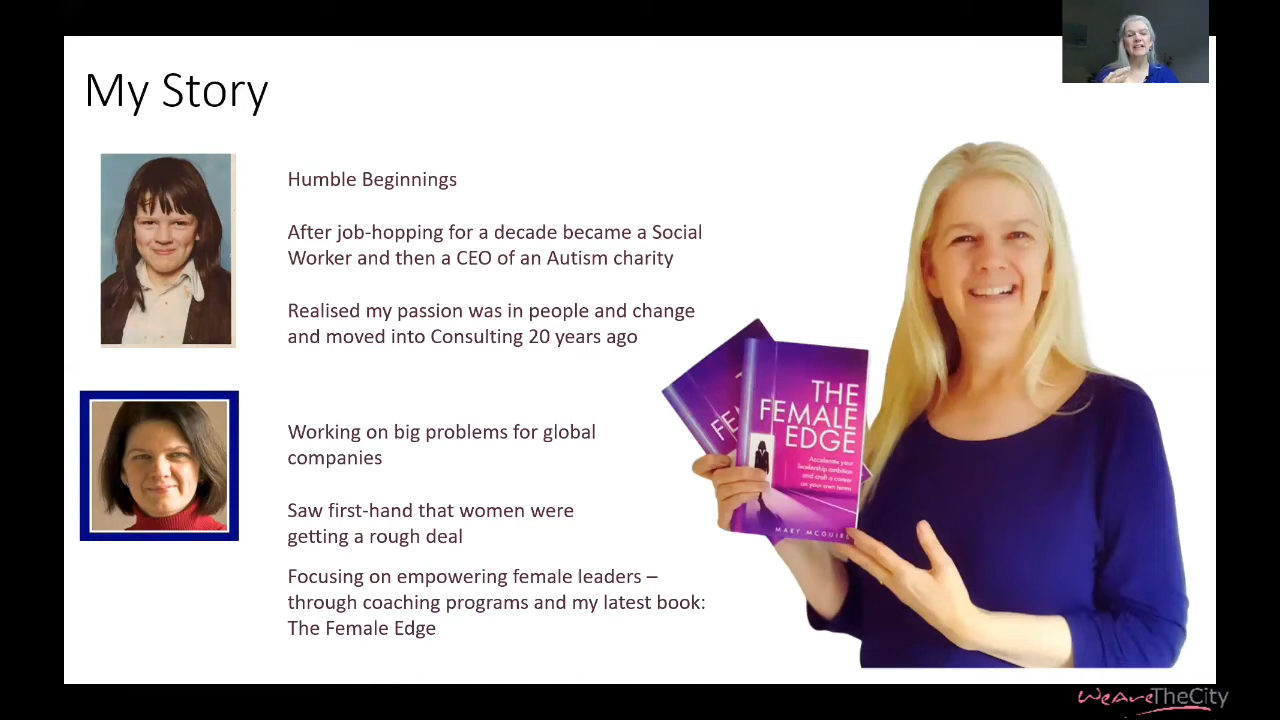 My Story
Humble Beginnings
After job-hopping for a decade became a Social
Worker and then a CEO of an Autism charity
Realised my passion was in people and change
and moved into Consulting 20 years ago
Working on big problems for global
companies
Saw first-hand that women were
getting a rough deal
Focusing on empowering female leaders –
through coaching programs and my latest book:
The Female Edge
THE
FEMALE
EDGE
Accelerate your
leadership ambition
and craft a career
on your own terms
MARY MCGUIRE
WeAreTheCity